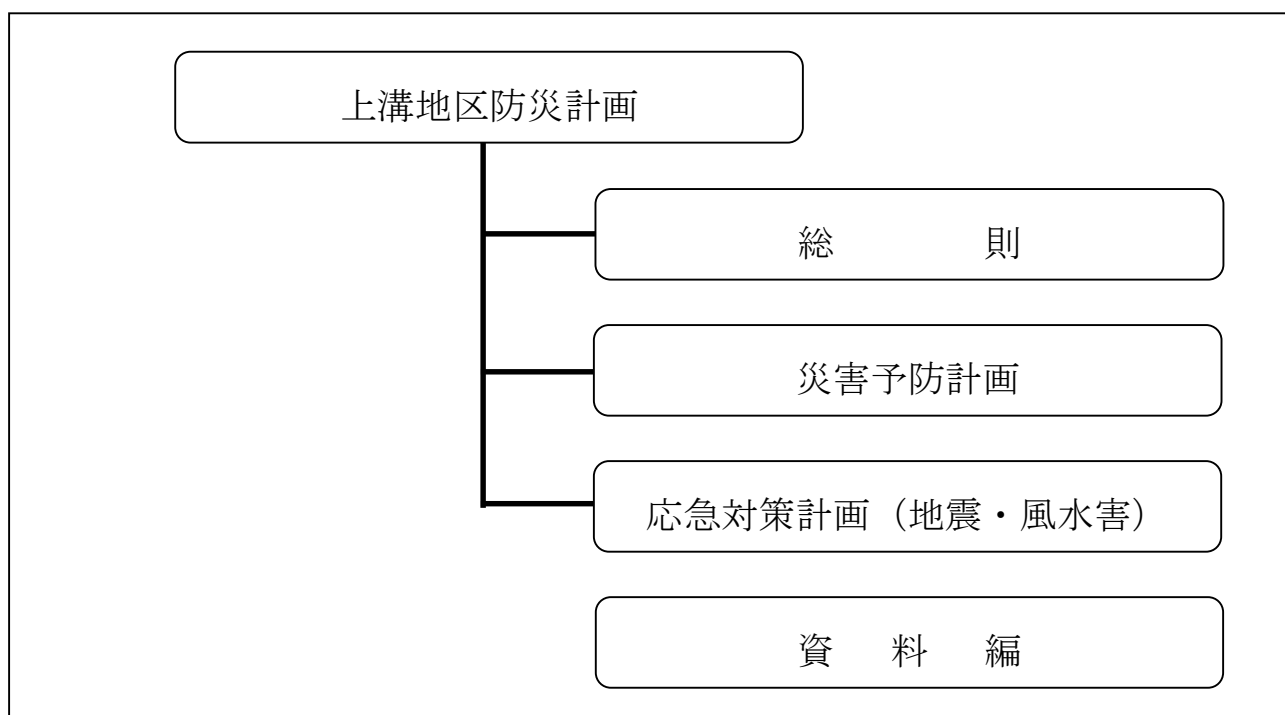 上溝地区防災計画
総　　　　則
災害予防計画
応急対策計画（地震・風水害）
資　料　編